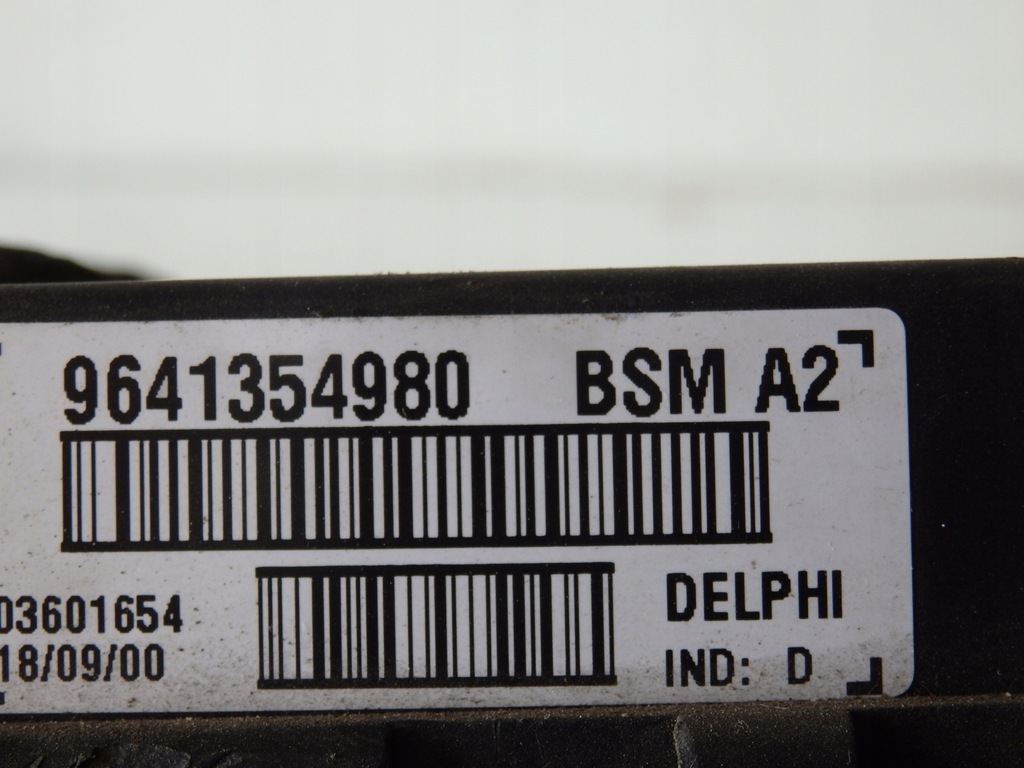 9641354980 BSM A2
03601654 DELPHI
18/09/00 IND: D